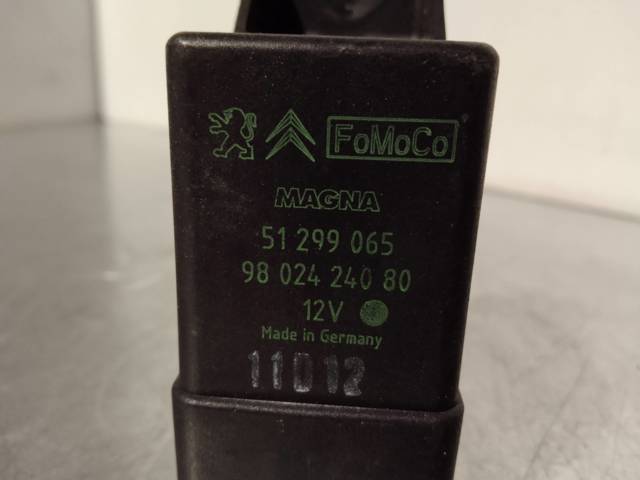 FoMoCo
MAGNA
51 299 065
98 024 240 80
12V
Made in Germany
11D12